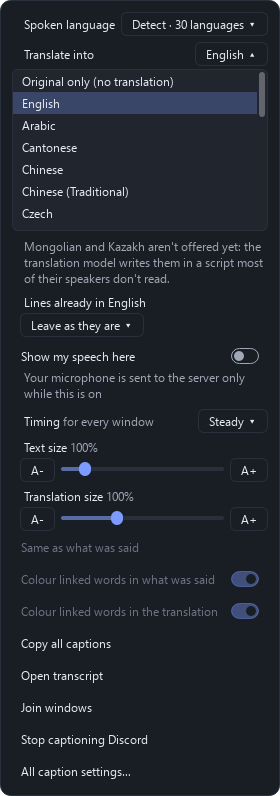 Spoken language Detect · 30 languages ▾
Translate into English ▴
Original only (no translation)
English
Arabic
Cantonese
Chinese
Chinese (Traditional)
Czech
Mongolian and Kazakh aren't offered yet: the
translation model writes them in a script most
of their speakers don't read.
Lines already in English
Leave as they are ▾
Show my speech here
Your microphone is sent to the server only
while this is on
Timing for every window Steady ▾
Text size 100%
A- A+
Translation size 100%
A- A+
Same as what was said
Colour linked words in what was said
Colour linked words in the translation
Copy all captions
Open transcript
Join windows
Stop captioning Discord
All caption settings...